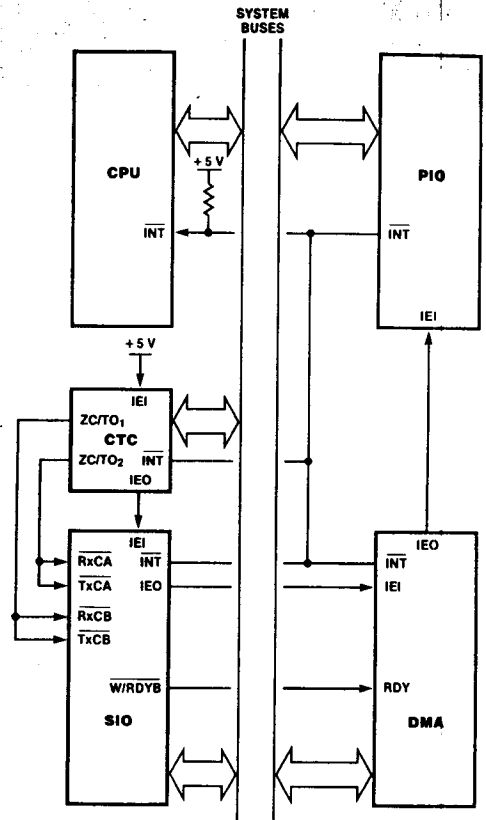 SYSTEM
BUSES
CPU
+5 V
INT
PIO
INT
IEI
+5 V
IEI
ZC/TO₁
CTC
ZC/TO₂
INT
IEO
IEI
RxCA
INT
TxCA
IEO
RxCB
TxCB
W/RDYB
SIO
IEO
INT
IEI
RDY
DMA